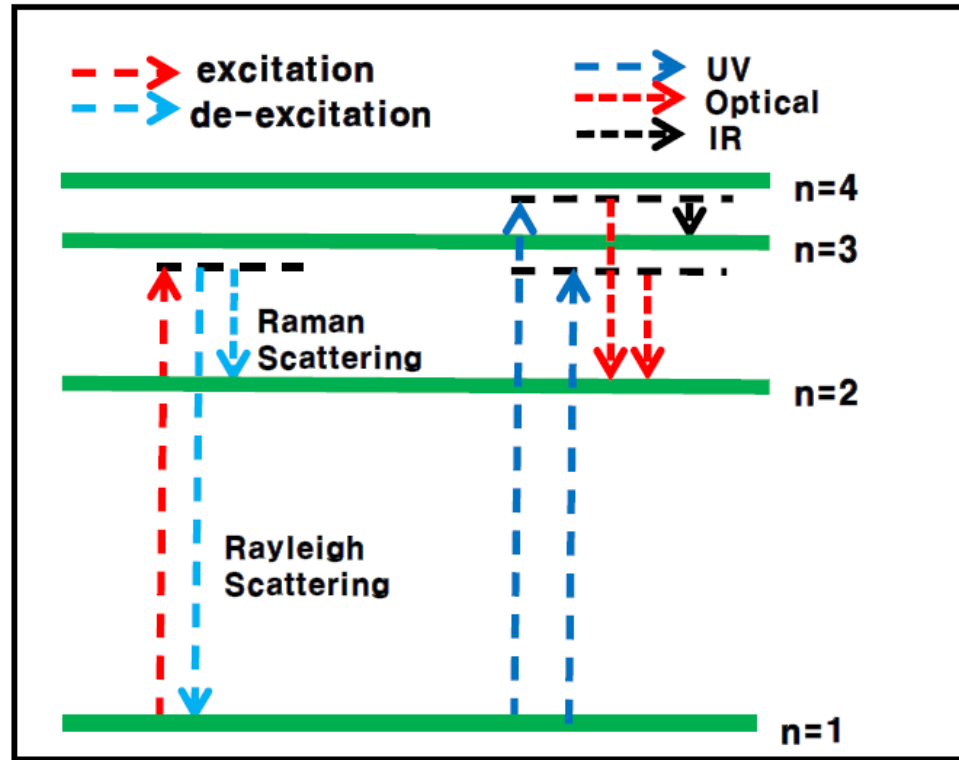 excitation
de-excitation
UV
Optical
IR
n=4
n=3
Raman
Scattering
n=2
Rayleigh
Scattering
n=1